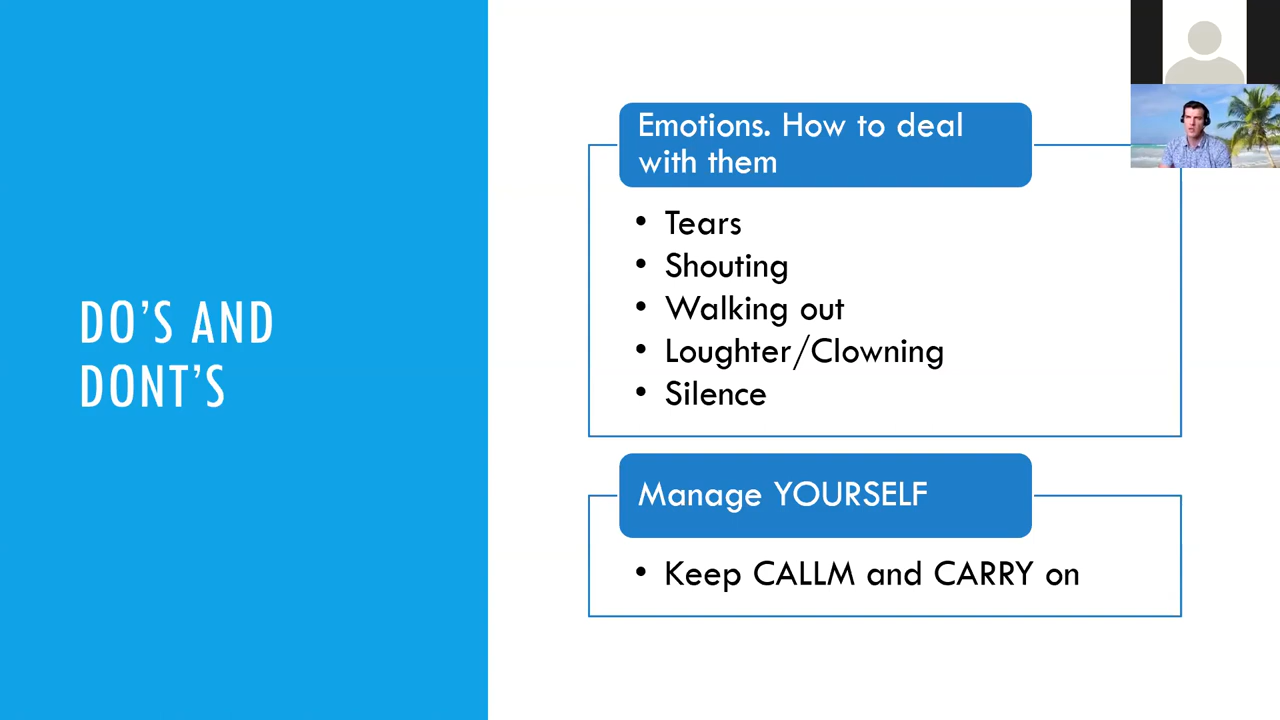 DO’S AND
DONT’S
Emotions. How to deal
with them
• Tears
• Shouting
• Walking out
• Loughter/Clowning
• Silence
Manage YOURSELF
• Keep CALLM and CARRY on